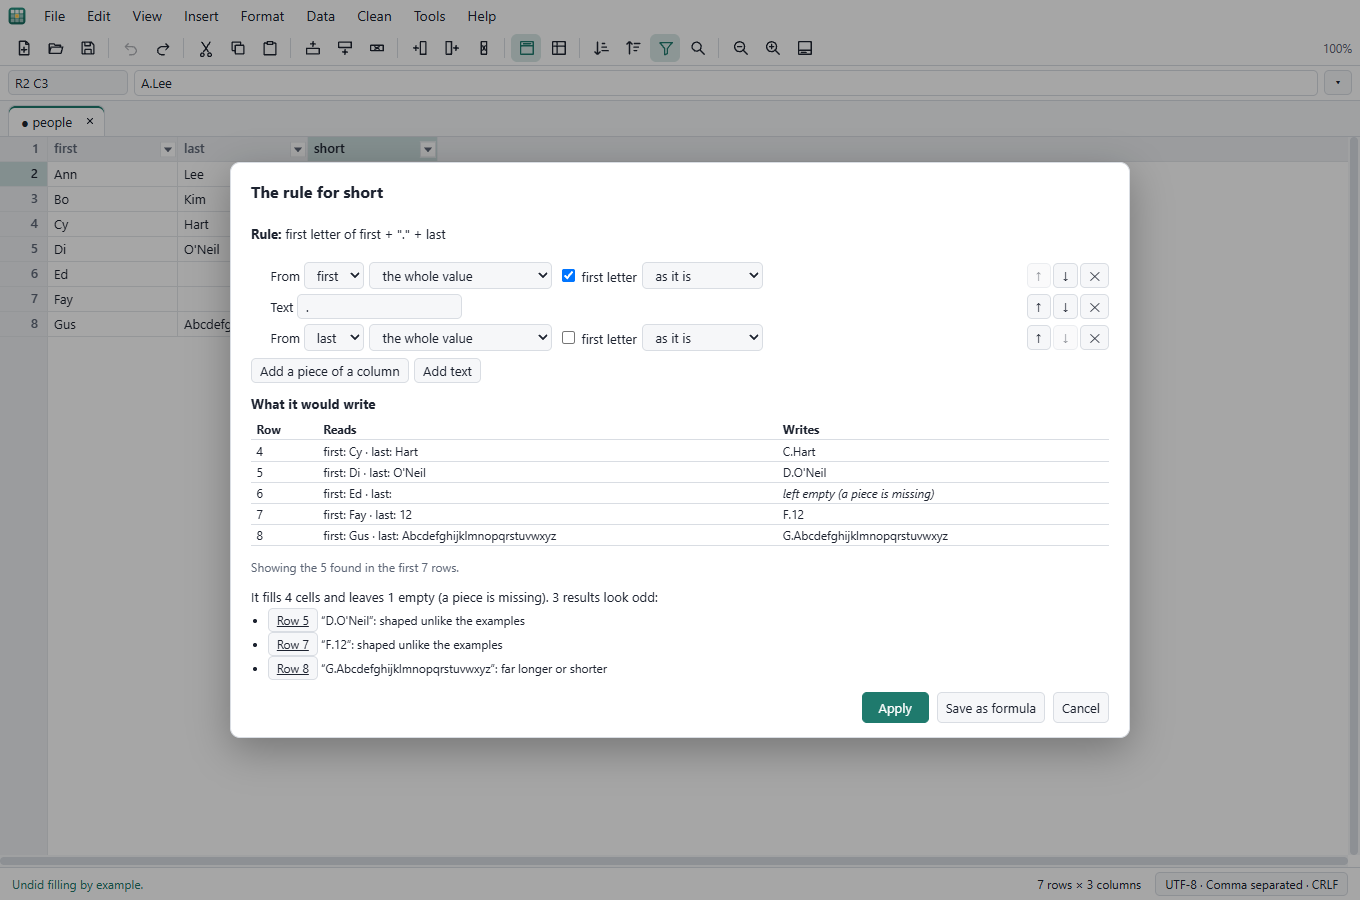 File Edit View Insert Format Data Clean Tools Help
100%
R2 C3 A.Lee
● people ×
1 first last short
2 Ann Lee
3 Bo Kim
4 Cy Hart
5 Di O'Neil
6 Ed
7 Fay
8 Gus Abcdefg
The rule for short
Rule: first letter of first + "." + last
From first the whole value first letter as it is ↑ ↓ ×
Text . ↑ ↓ ×
From last the whole value first letter as it is ↑ ↓ ×
Add a piece of a column Add text
What it would write
Row Reads Writes
4 first: Cy · last: Hart C.Hart
5 first: Di · last: O'Neil D.O'Neil
6 first: Ed · last: left empty (a piece is missing)
7 first: Fay · last: 12 F.12
8 first: Gus · last: Abcdefghijklmnopqrstuvwxyz G.Abcdefghijklmnopqrstuvwxyz
Showing the 5 found in the first 7 rows.
It fills 4 cells and leaves 1 empty (a piece is missing). 3 results look odd:
• Row 5 “D.O'Neil”: shaped unlike the examples
• Row 7 “F.12”: shaped unlike the examples
• Row 8 “G.Abcdefghijklmnopqrstuvwxyz”: far longer or shorter
Apply Save as formula Cancel
Undid filling by example. 7 rows × 3 columns UTF-8 · Comma separated · CRLF